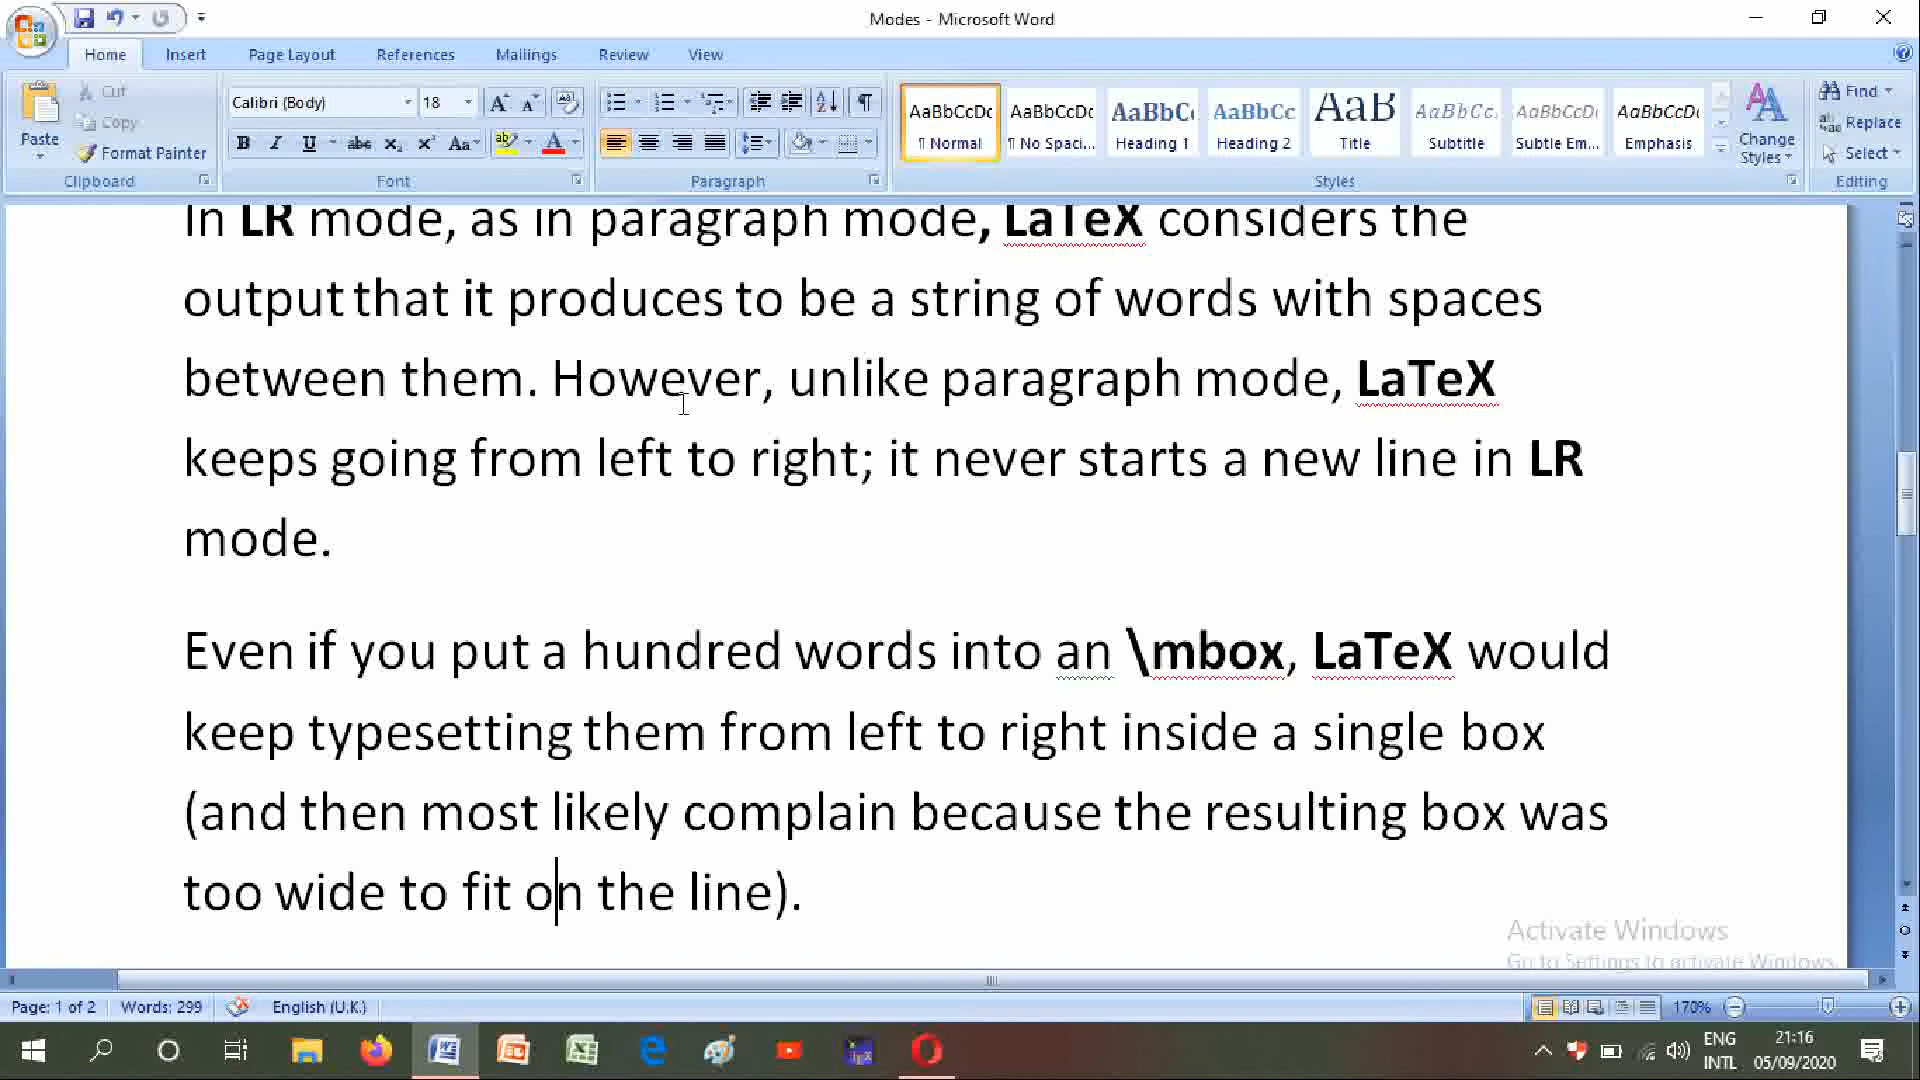 Modes - Microsoft Word
Home Insert Page Layout References Mailings Review View
Paste
Cut
Copy
Format Painter
Clipboard
Calibri (Body) 18
Font
Paragraph
AaBbCcDc AaBbCcDc AaBbC AaBbCc AaB AaBbCc. AaBbCcDi AaBbCcDi
¶ Normal ¶ No Spaci... Heading 1 Heading 2 Title Subtitle Subtle Em... Emphasis
Change
Styles
Styles
Find
Replace
Select
Editing
In LR mode, as in paragraph mode, LaTeX considers the
output that it produces to be a string of words with spaces
between them. However, unlike paragraph mode, LaTeX
keeps going from left to right; it never starts a new line in LR
mode.
Even if you put a hundred words into an \mbox, LaTeX would
keep typesetting them from left to right inside a single box
(and then most likely complain because the resulting box was
too wide to fit on the line).
Activate Windows
Go to Settings to activate Windows.
Page: 1 of 2 Words: 299 English (U.K.) 170%
ENG 21:16
INTL 05/09/2020